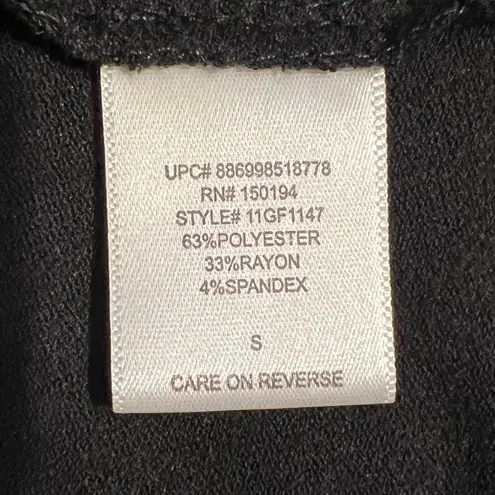 UPC# 886998518778
RN# 150194
STYLE# 11GF1147
63%POLYESTER
33%RAYON
4%SPANDEX
S
CARE ON REVERSE